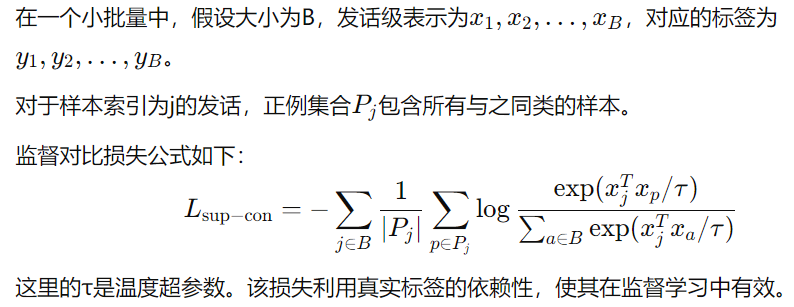 在一个小批量中，假设大小为B，发话级表示为$x_1, x_2, \ldots, x_B$，对应的标签为
$y_1, y_2, \ldots, y_B$。
对于样本索引为j的发话，正例集合$P_j$包含所有与之同类的样本。
监督对比损失公式如下：
$L_{\text{sup-con}} = -\sum_{j \in B} \frac{1}{|P_j|} \sum_{p \in P_j} \log \frac{\exp(x_j^T x_p / \tau)}{\sum_{a \in B} \exp(x_j^T x_a / \tau)}$
这里的τ是温度超参数。该损失利用真实标签的依赖性，使其在监督学习中有效。